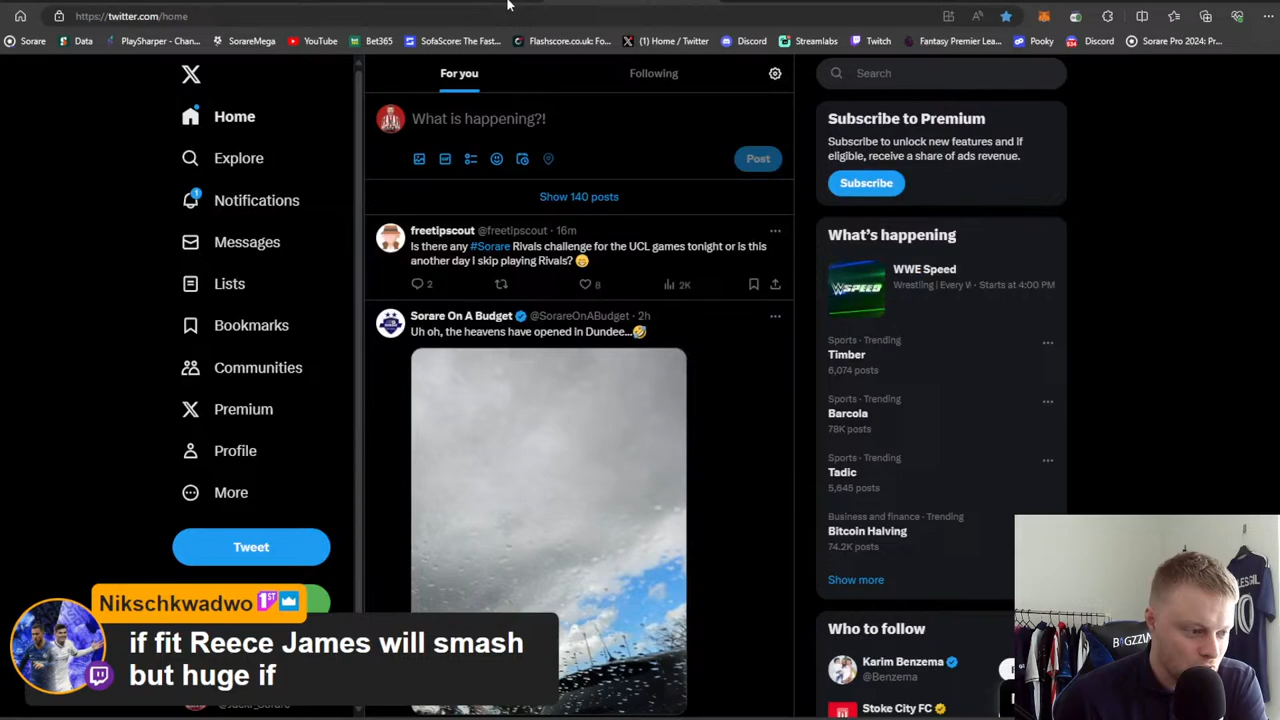 https://twitter.com/home
Sorare
Data
PlaySharper - Chan...
SorareMega
YouTube
Bet365
SofaScore: The Fast...
Flashscore.co.uk: Fo...
(1) Home / Twitter
Discord
Streamlabs
Twitch
Fantasy Premier Lea...
Pooky
Discord
Sorare Pro 2024: Pr...
Home
Explore
Notifications
1
Messages
Lists
Bookmarks
Communities
Premium
Profile
More
Tweet
For you
Following
What is happening?!
Post
Show 140 posts
freetipscout @freetipscout · 16m
Is there any #Sorare Rivals challenge for the UCL games tonight or is this
another day I skip playing Rivals?
2
8
2K
Sorare On A Budget @SorareOnABudget · 2h
Uh oh, the heavens have opened in Dundee...
Search
Subscribe to Premium
Subscribe to unlock new features and if
eligible, receive a share of ads revenue.
Subscribe
What's happening
WWE Speed
Wrestling | Every W · Starts at 4:00 PM
Sports · Trending
Timber
6,074 posts
Sports · Trending
Barcola
78K posts
Sports · Trending
Tadic
5,645 posts
Business and finance · Trending
Bitcoin Halving
74.2K posts
Show more
Who to follow
Karim Benzema
@Benzema
Stoke City FC
Nikschkwadwo
1ST
if fit Reece James will smash
but huge if